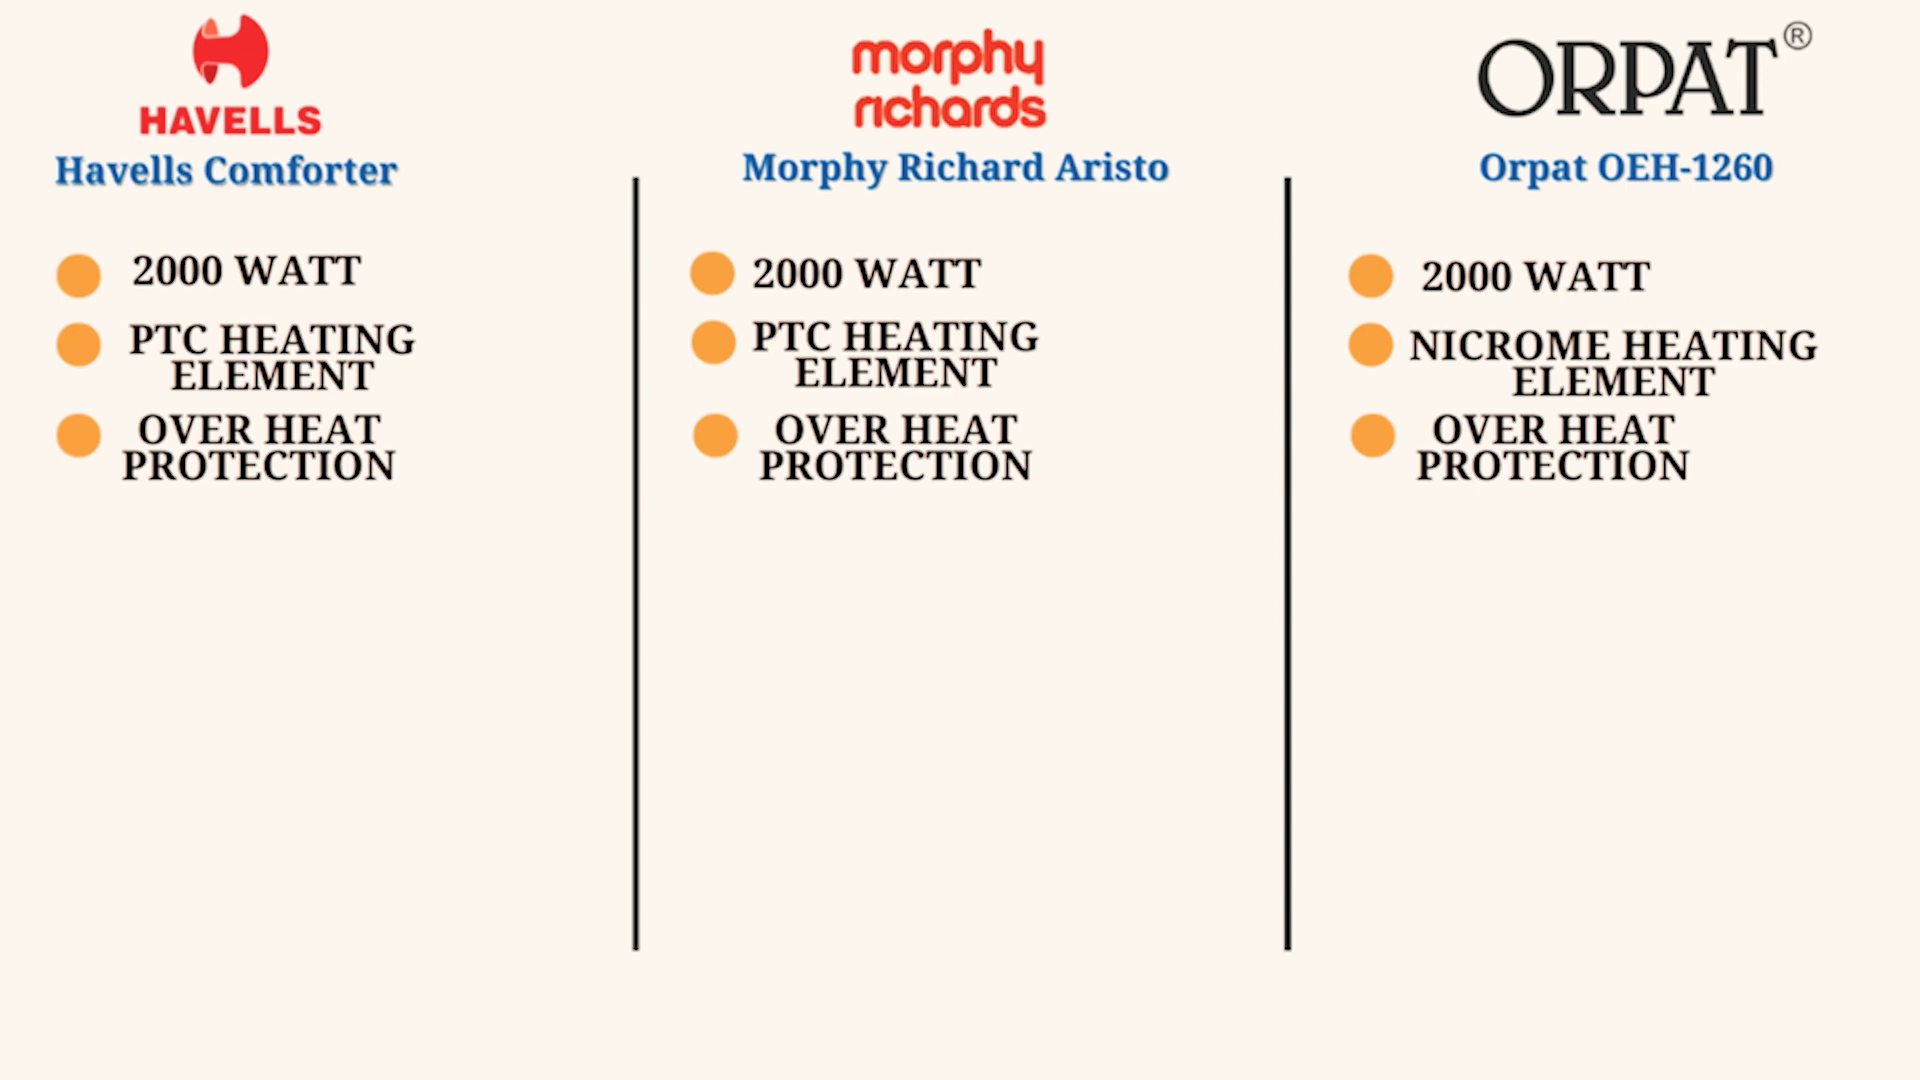 HAVELLS
Havells Comforter
2000 WATT
PTC HEATING
ELEMENT
OVER HEAT
PROTECTION
morphy
richards
Morphy Richard Aristo
2000 WATT
PTC HEATING
ELEMENT
OVER HEAT
PROTECTION
ORPAT®
Orpat OEH-1260
2000 WATT
NICROME HEATING
ELEMENT
OVER HEAT
PROTECTION